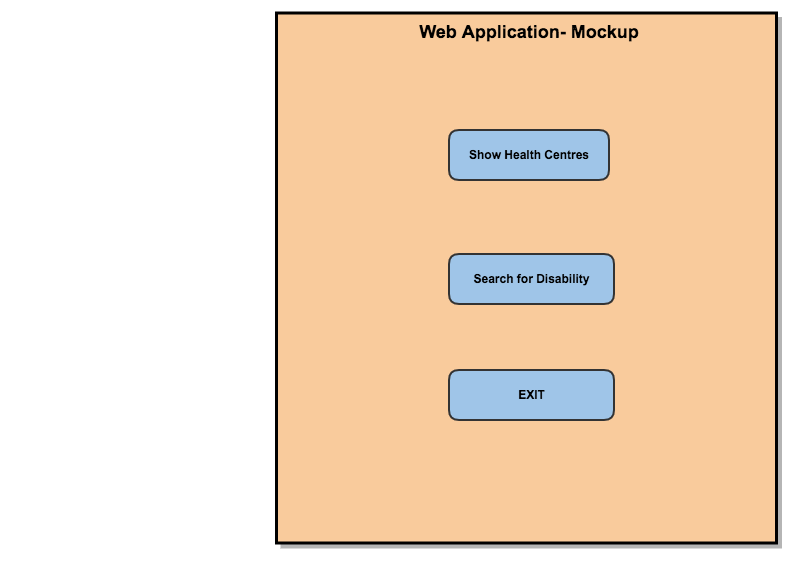 Web Application- Mockup
Show Health Centres
Search for Disability
EXIT